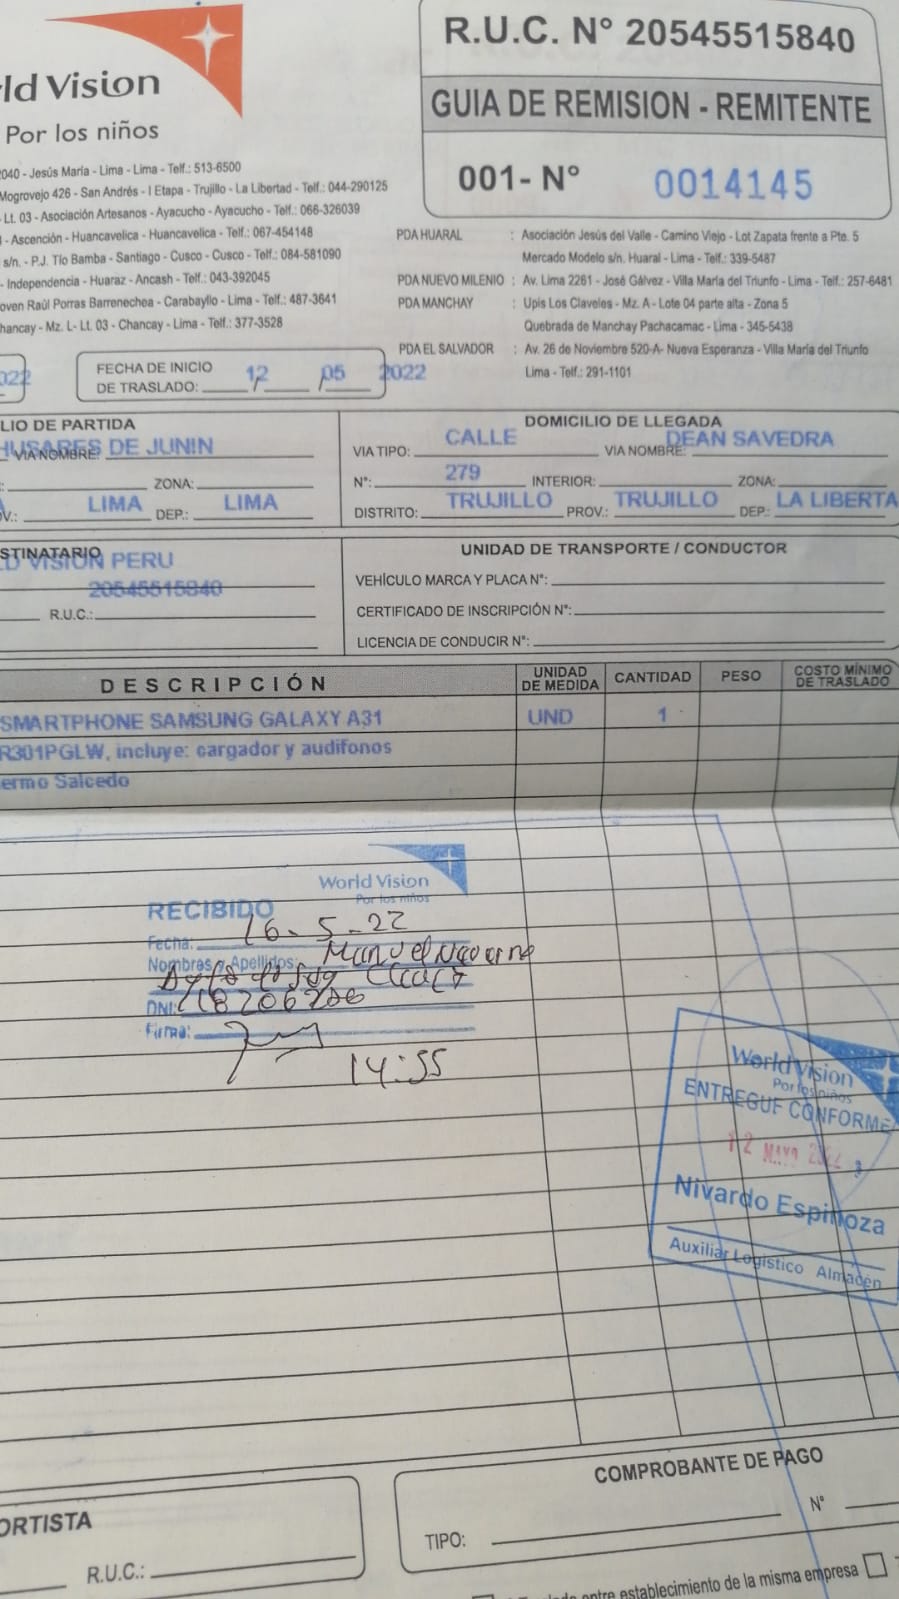 R.U.C. N° 20545515840
ld Vision
Por los niños
GUIA DE REMISION - REMITENTE
001- N° 0014145
2040 - Jesús María - Lima - Lima - Telf.: 513-6500
Mogrovejo 426 - San Andrés - I Etapa - Trujillo - La Libertad - Telf.: 044-290125
Lt. 03 - Asociación Artesanos - Ayacucho - Ayacucho - Telf.: 066-326039
- Ascención - Huancavelica - Huancavelica - Telf.: 067-454148
s/n. - P.J. Tío Bamba - Santiago - Cusco - Cusco - Telf.: 084-581090
- Independencia - Huaraz - Ancash - Telf.: 043-392045
oven Raúl Porras Barrenechea - Carabayllo - Lima - Telf.: 487-3641
hancay - Mz. L- Lt. 03 - Chancay - Lima - Telf.: 377-3528
PDA HUARAL : Asociación Jesús del Valle - Camino Viejo - Lot Zapata frente a Pte. 5
Mercado Modelo s/n. Huaral - Lima - Telf.: 339-5487
PDA NUEVO MILENIO : Av. Lima 2261 - José Gálvez - Villa María del Triunfo - Lima - Telf.: 257-6481
PDA MANCHAY : Upis Los Claveles - Mz. A - Lote 04 parte alta - Zona 5
Quebrada de Manchay Pachacamac - Lima - 345-5438
PDA EL SALVADOR : Av. 26 de Noviembre 520-A- Nueva Esperanza - Villa María del Triunfo
Lima - Telf.: 291-1101
022
FECHA DE INICIO DE TRASLADO: 12 / 05 / 2022
LIO DE PARTIDA
HUSARES DE JUNIN
VIA NOMBRE:
ZONA:
OV.: LIMA DEP.: LIMA
DOMICILIO DE LLEGADA
VIA TIPO: CALLE VIA NOMBRE: DEAN SAVEDRA
N°: 279 INTERIOR: ZONA:
DISTRITO: TRUJILLO PROV.: TRUJILLO DEP.: LA LIBERTA
STINATARIO
D VISION PERU
20545515840
R.U.C.:
UNIDAD DE TRANSPORTE / CONDUCTOR
VEHÍCULO MARCA Y PLACA N°:
CERTIFICADO DE INSCRIPCIÓN N°:
LICENCIA DE CONDUCIR N°:
DESCRIPCIÓN UNIDAD DE MEDIDA CANTIDAD PESO COSTO MÍNIMO DE TRASLADO
SMARTPHONE SAMSUNG GALAXY A31 UND 1
R301PGLW, incluye: cargador y audifonos
ermo Salcedo
World Vision
Por los niños
RECIBIDO
Fecha: 16-5-22
Nombres y Apellidos: Manuel
DNI:
Firma:
14:55
World Vision
Por los niños
ENTREGUE CONFORME
12 MAYO 2022
Nivardo Espinoza
Auxiliar Logístico Almacén
COMPROBANTE DE PAGO
TIPO: N°
ORTISTA
R.U.C.:
entre establecimiento de la misma empresa